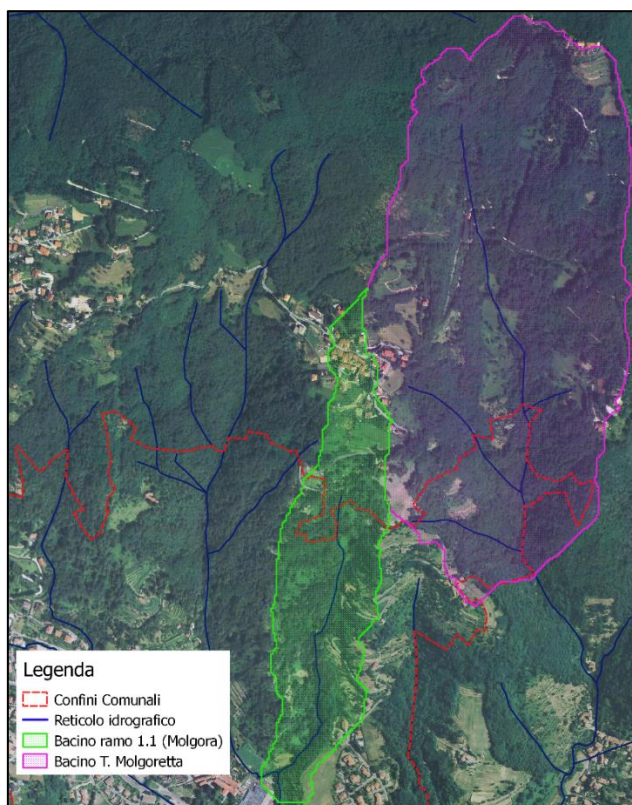 Legenda
Confini Comunali
Reticolo idrografico
Bacino ramo 1.1 (Molgora)
Bacino T. Molgoretta